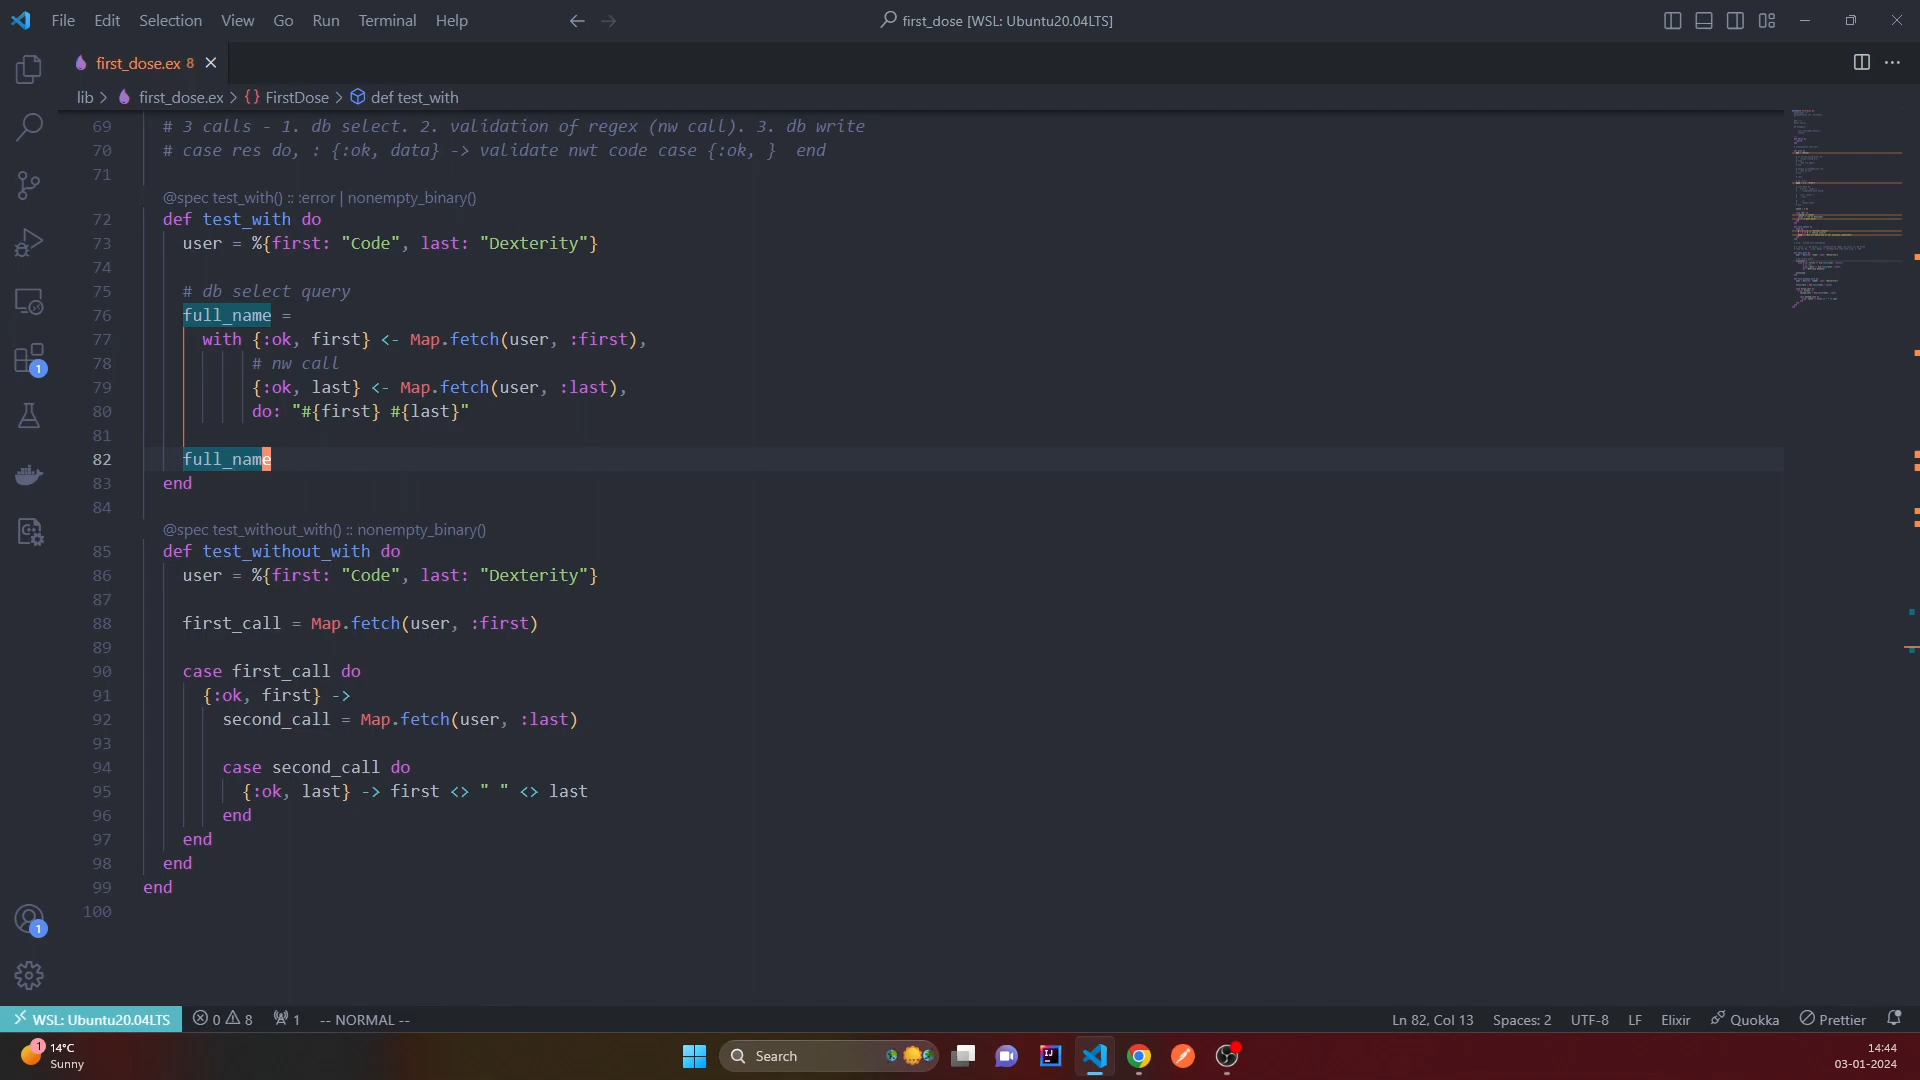 File Edit Selection View Go Run Terminal Help
first_dose [WSL: Ubuntu20.04LTS]
first_dose.ex 8
lib > first_dose.ex > {} FirstDose > def test_with
69 # 3 calls - 1. db select. 2. validation of regex (nw call). 3. db write
70 # case res do, : {:ok, data} -> validate nwt code case {:ok, }  end
71
@spec test_with() :: :error | nonempty_binary()
72 def test_with do
73 user = %{first: "Code", last: "Dexterity"}
74
75 # db select query
76 full_name =
77 with {:ok, first} <- Map.fetch(user, :first),
78 # nw call
79 {:ok, last} <- Map.fetch(user, :last),
80 do: "#{first} #{last}"
81
82 full_name
83 end
84
@spec test_without_with() :: nonempty_binary()
85 def test_without_with do
86 user = %{first: "Code", last: "Dexterity"}
87
88 first_call = Map.fetch(user, :first)
89
90 case first_call do
91 {:ok, first} ->
92 second_call = Map.fetch(user, :last)
93
94 case second_call do
95 {:ok, last} -> first <> " " <> last
96 end
97 end
98 end
99 end
100
1
1
WSL: Ubuntu20.04LTS 0 8 1 -- NORMAL -- Ln 82, Col 13 Spaces: 2 UTF-8 LF Elixir Quokka Prettier
1 14°C
Sunny
Search
14:44
03-01-2024